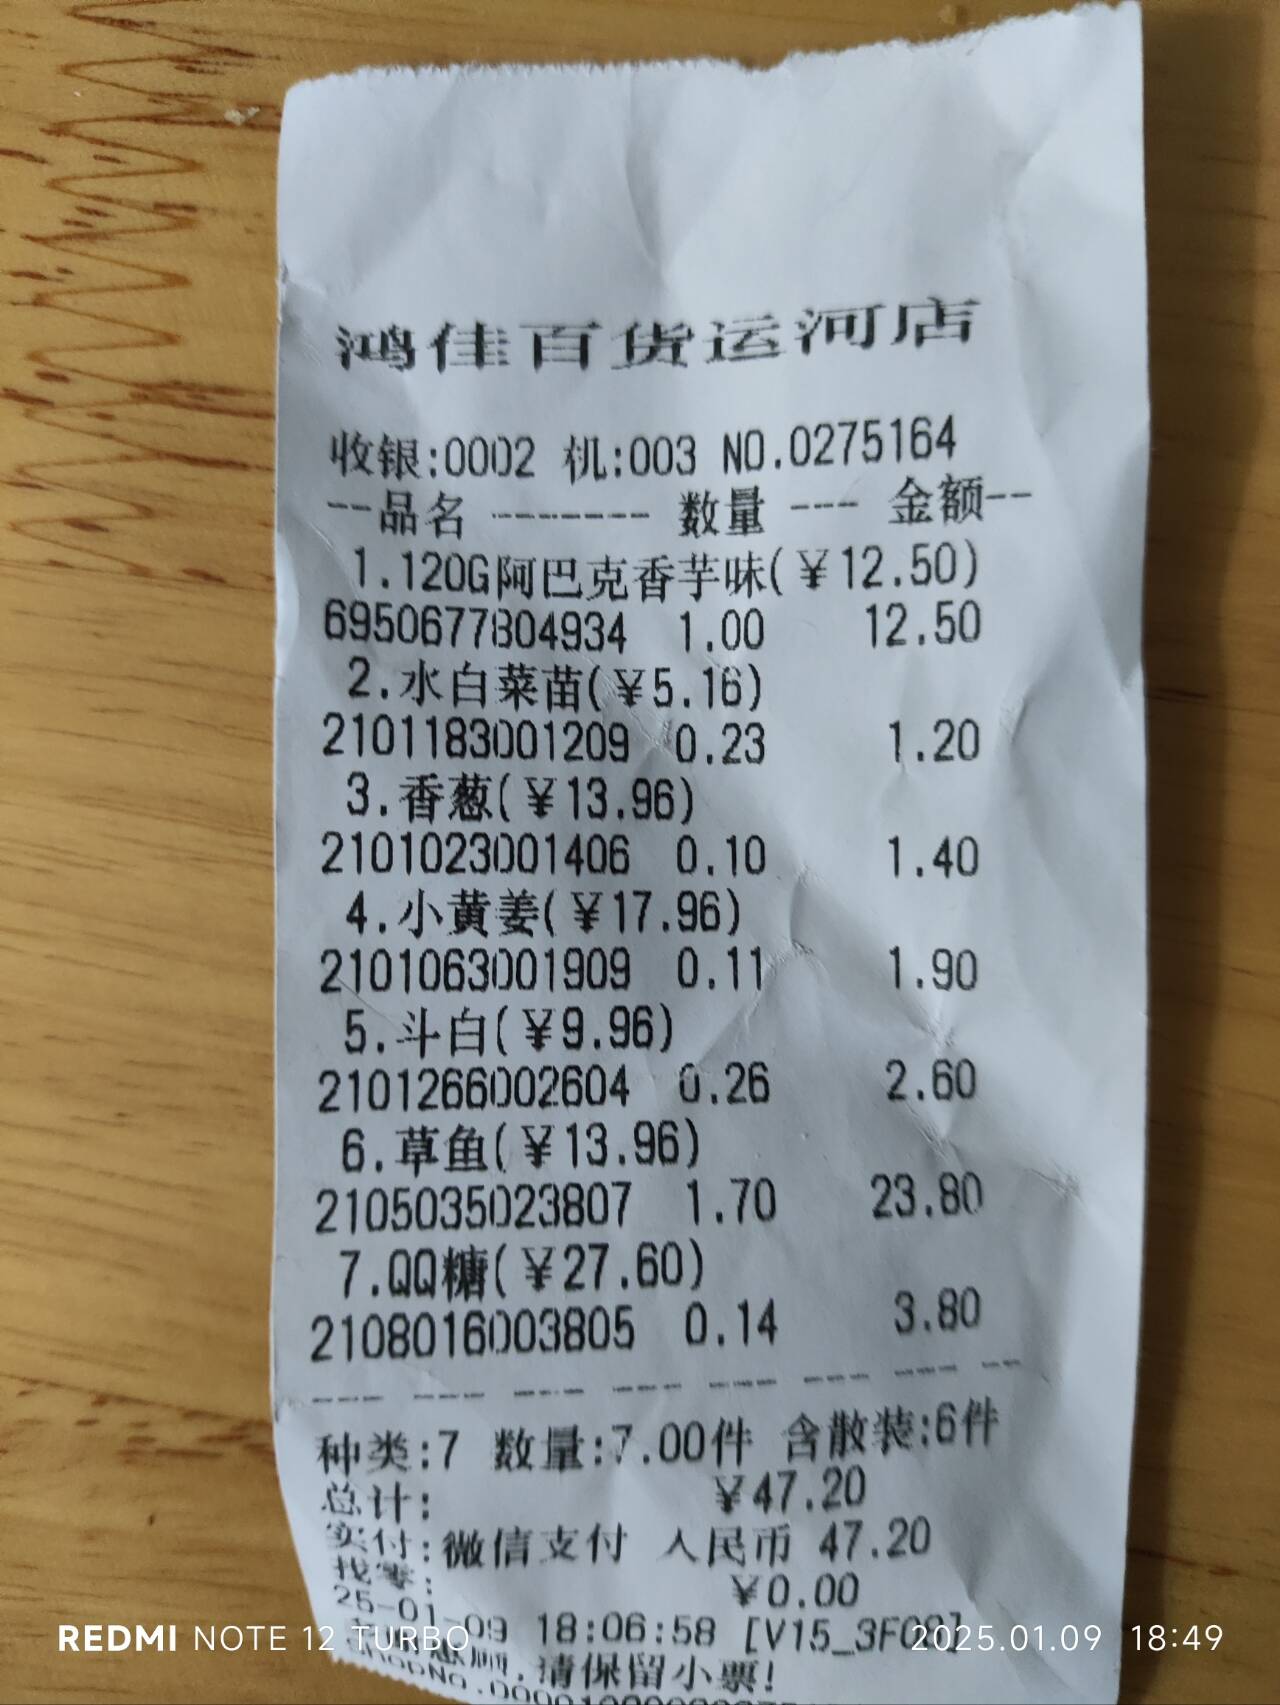 鸿佳百货运河店
收银:0002 机:003 NO.0275164
--品名 ------- 数量 --- 金额--
1.120G阿巴克香芋味(￥12.50)
6950677804934 1.00 12.50
2.水白菜苗(￥5.16)
2101183001209 0.23 1.20
3.香葱(￥13.96)
2101023001406 0.10 1.40
4.小黄姜(￥17.96)
2101063001909 0.11 1.90
5.斗白(￥9.96)
2101266002604 0.26 2.60
6.草鱼(￥13.96)
2105035023807 1.70 23.80
7.QQ糖(￥27.60)
2108016003805 0.14 3.80
种类:7 数量:7.00件 含散装:6件
总计: ￥47.20
实付:微信支付 人民币 47.20
找零: ￥0.00
25-01-09 18:06:58
请保留小票!
REDMI NOTE 12 TURBO
2025.01.09 18:49